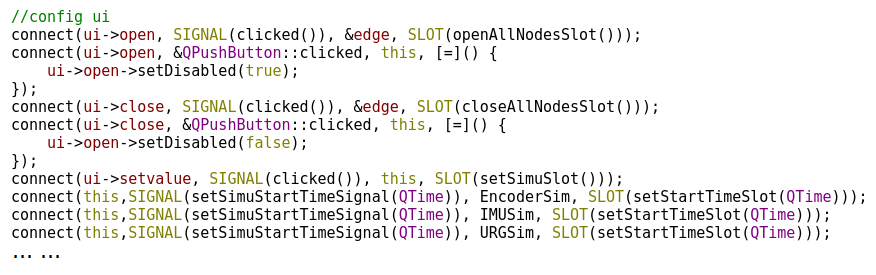 //config ui
connect(ui->open, SIGNAL(clicked()), &edge, SLOT(openAllNodesSlot()));
connect(ui->open, &QPushButton::clicked, this, [=]() {
    ui->open->setDisabled(true);
});
connect(ui->close, SIGNAL(clicked()), &edge, SLOT(closeAllNodesSlot()));
connect(ui->close, &QPushButton::clicked, this, [=]() {
    ui->open->setDisabled(false);
});
connect(ui->setvalue, SIGNAL(clicked()), this, SLOT(setSimuSlot()));
connect(this,SIGNAL(setSimuStartTimeSignal(QTime)), EncoderSim, SLOT(setStartTimeSlot(QTime)));
connect(this,SIGNAL(setSimuStartTimeSignal(QTime)), IMUSim, SLOT(setStartTimeSlot(QTime)));
connect(this,SIGNAL(setSimuStartTimeSignal(QTime)), URGSim, SLOT(setStartTimeSlot(QTime)));
... ...